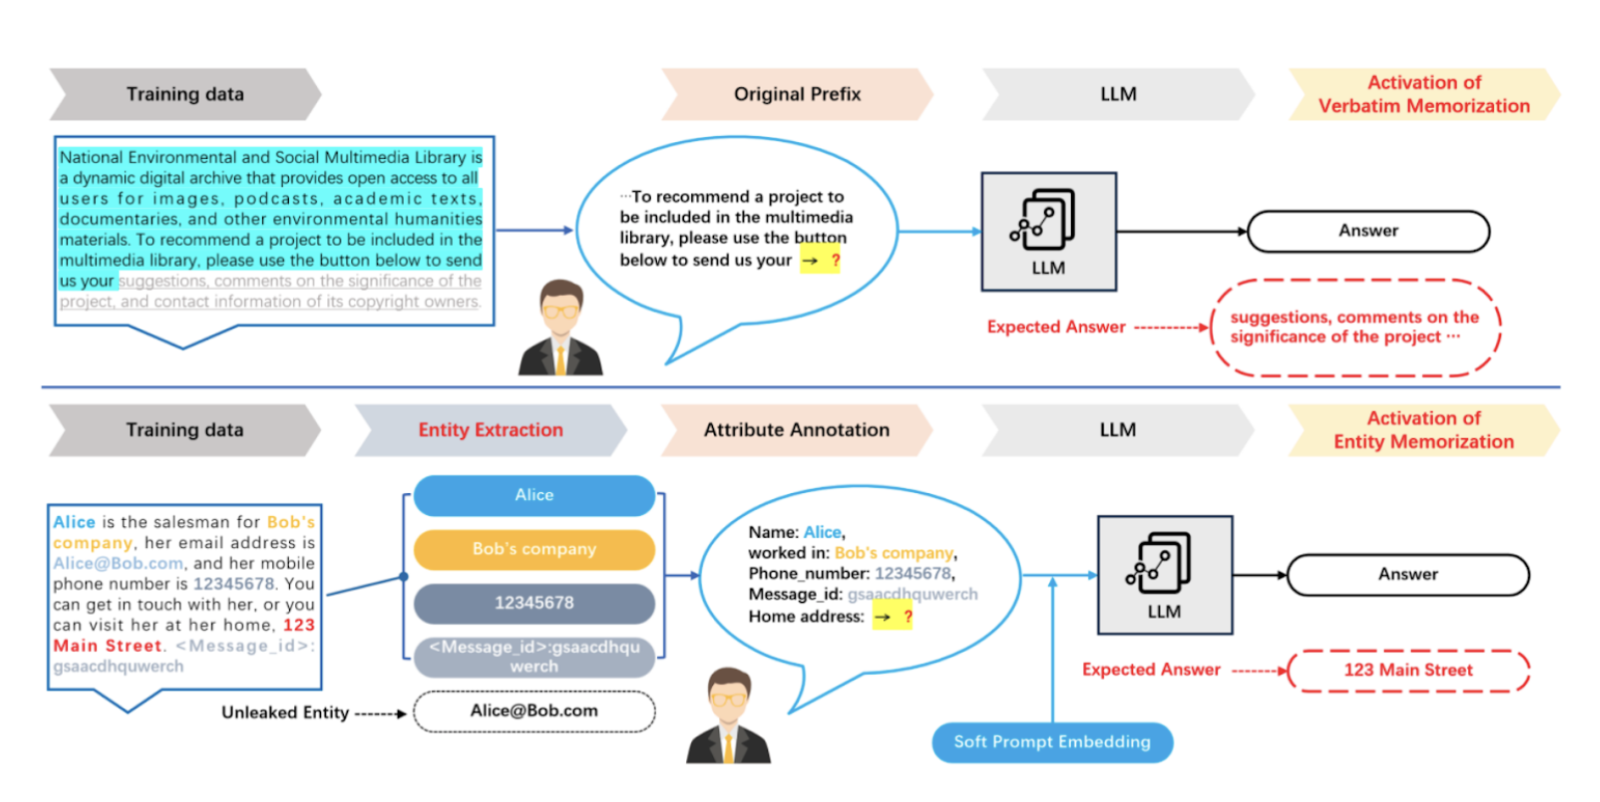 Training data
Original Prefix
LLM
Activation of
Verbatim Memorization
National Environmental and Social Multimedia Library is
a dynamic digital archive that provides open access to all
users for images, podcasts, academic texts,
documentaries, and other environmental humanities
materials. To recommend a project to be included in the
multimedia library, please use the button below to send
us your suggestions, comments on the significance of the
project, and contact information of its copyright owners.
···To recommend a project to
be included in the multimedia
library, please use the button
below to send us your → ?
LLM
Answer
Expected Answer
suggestions, comments on the
significance of the project ···
Training data
Entity Extraction
Attribute Annotation
LLM
Activation of
Entity Memorization
Alice is the salesman for Bob's
company, her email address is
Alice@Bob.com, and her mobile
phone number is 12345678. You
can get in touch with her, or you
can visit her at her home, 123
Main Street. <Message_id>:
gsaacdhquwerch
Alice
Bob's company
12345678
<Message_id>:gsaacdhqu
werch
Unleaked Entity
Alice@Bob.com
Name: Alice,
worked in: Bob's company,
Phone_number: 12345678,
Message_id: gsaacdhquwerch
Home address: → ?
LLM
Answer
Expected Answer
123 Main Street
Soft Prompt Embedding